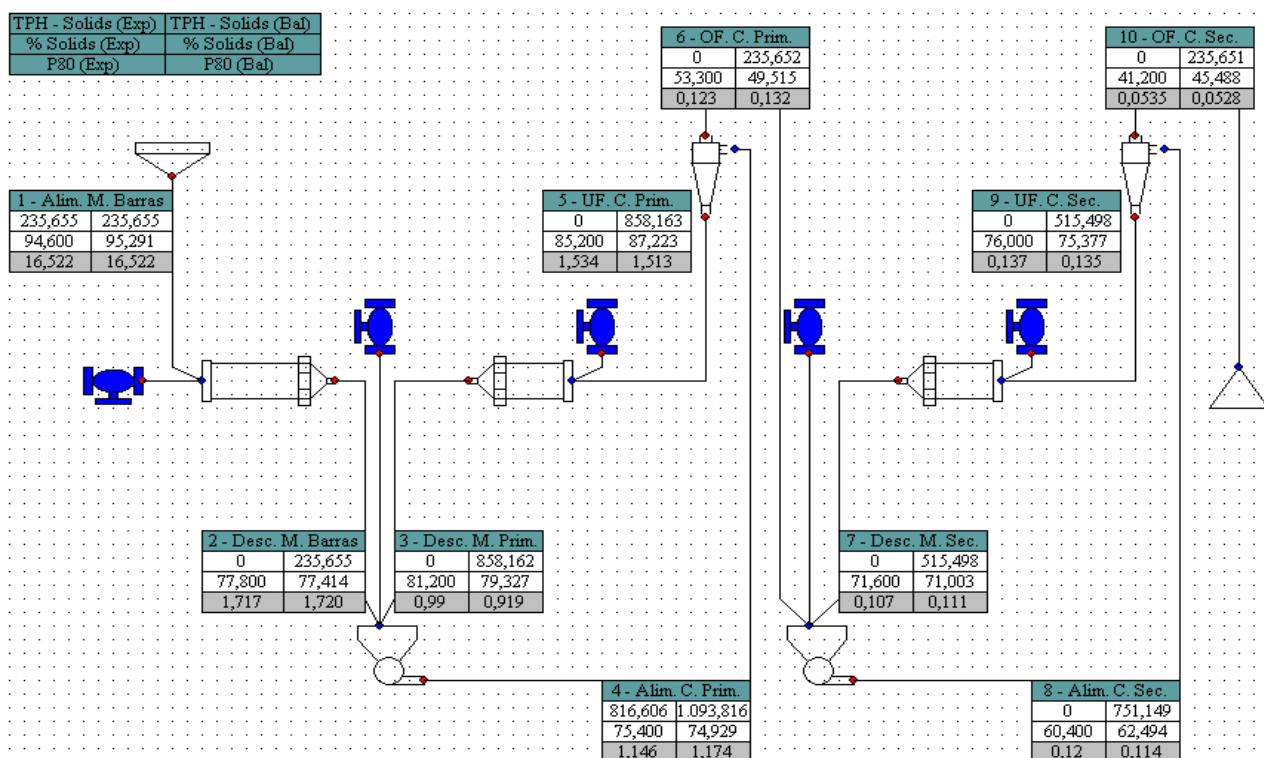 TPH - Solids (Exp) TPH - Solids (Bal)
% Solids (Exp) % Solids (Bal)
P80 (Exp) P80 (Bal)
6 - OF. C. Prim.
0 235,652
53,300 49,515
0,123 0,132
10 - OF. C. Sec.
0 235,651
41,200 45,488
0,0535 0,0528
1 - Alim. M. Barras
235,655 235,655
94,600 95,291
16,522 16,522
5 - UF. C. Prim.
0 858,163
85,200 87,223
1,534 1,513
9 - UF. C. Sec.
0 515,498
76,000 75,377
0,137 0,135
2 - Desc. M. Barras
0 235,655
77,800 77,414
1,717 1,720
3 - Desc. M. Prim.
0 858,162
81,200 79,327
0,99 0,919
7 - Desc. M. Sec.
0 515,498
71,600 71,003
0,107 0,111
4 - Alim. C. Prim.
816,606 1.093,816
75,400 74,929
1,146 1,174
8 - Alim. C. Sec.
0 751,149
60,400 62,494
0,12 0,114